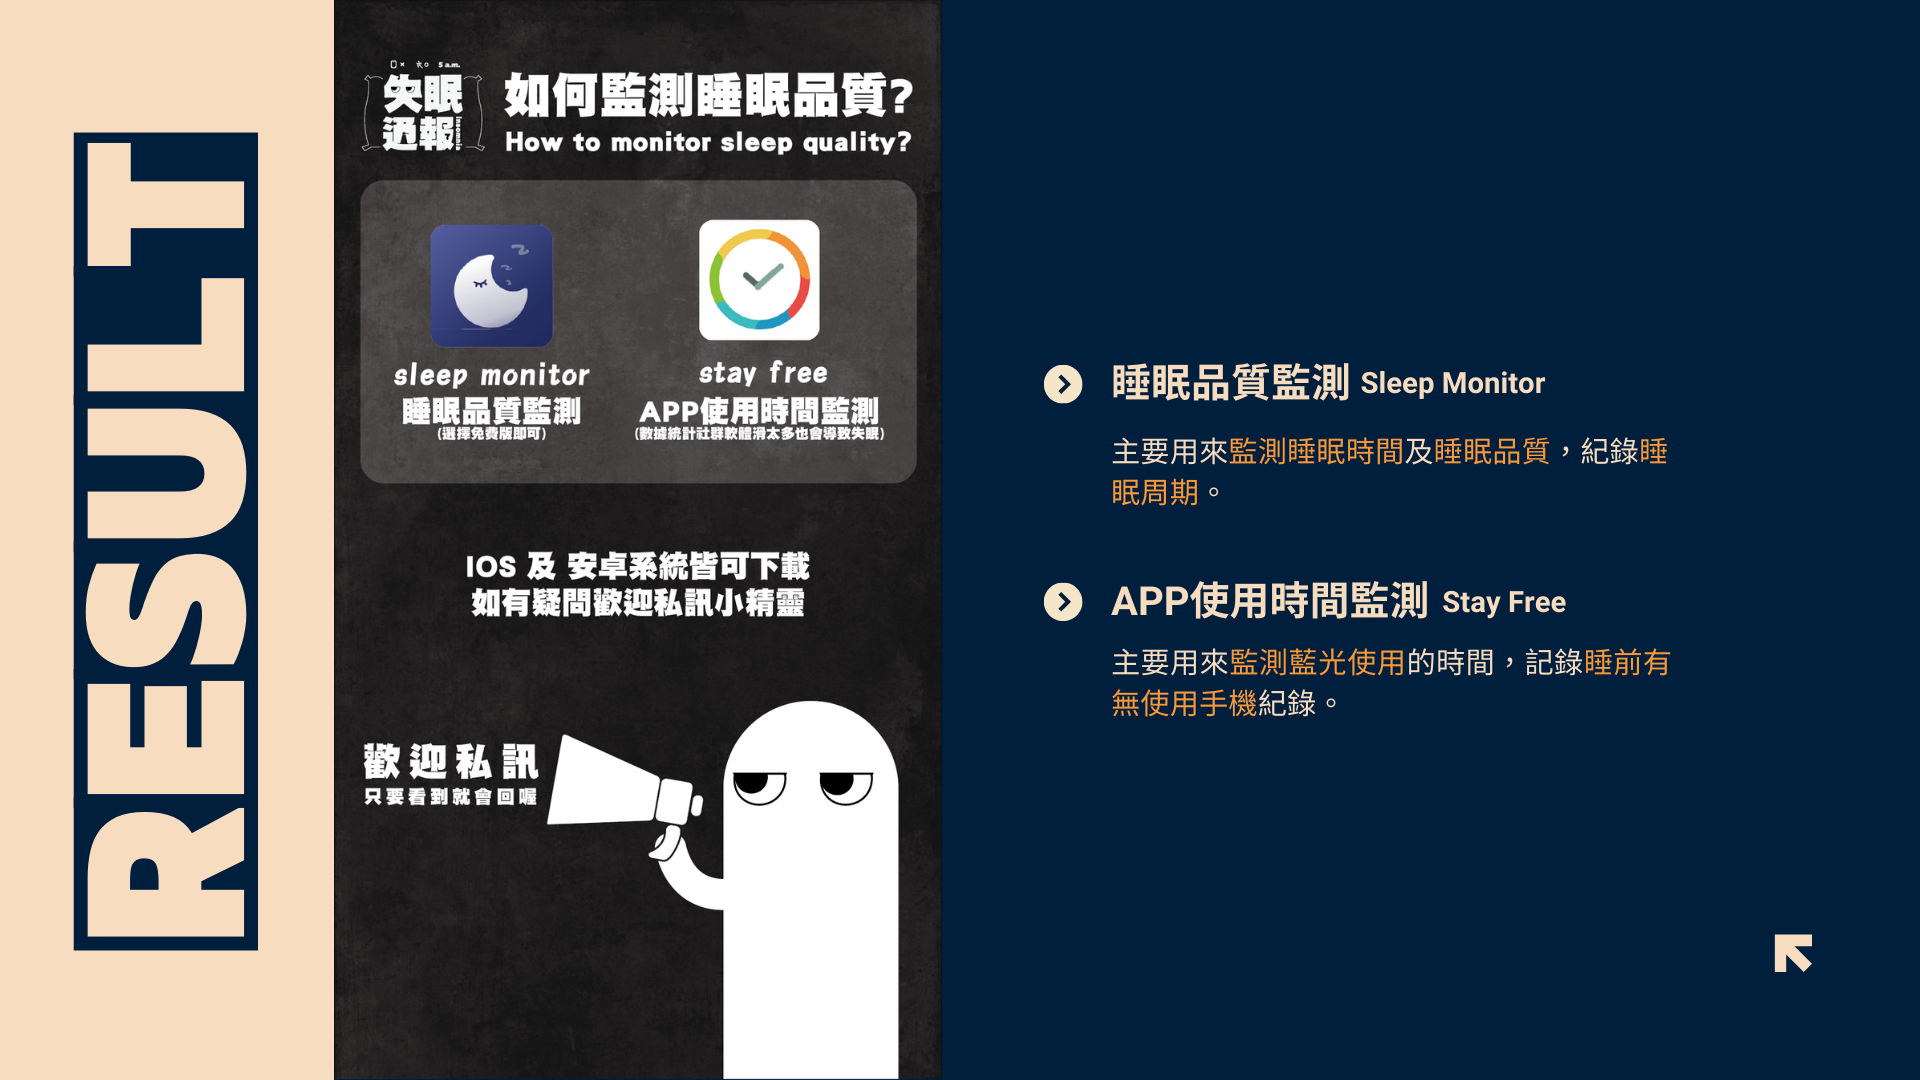 RESULT
5 a.m.
失眠
通報
insomnia
如何監測睡眠品質?
How to monitor sleep quality?
sleep monitor
睡眠品質監測
(選擇免費版即可)
stay free
APP使用時間監測
(數據統計社群軟體滑太多也會導致失眠)
IOS 及 安卓系統皆可下載
如有疑問歡迎私訊小精靈
歡迎私訊
只要看到就會回喔
睡眠品質監測 Sleep Monitor
主要用來監測睡眠時間及睡眠品質，紀錄睡
眠周期。
APP使用時間監測 Stay Free
主要用來監測藍光使用的時間，記錄睡前有
無使用手機紀錄。